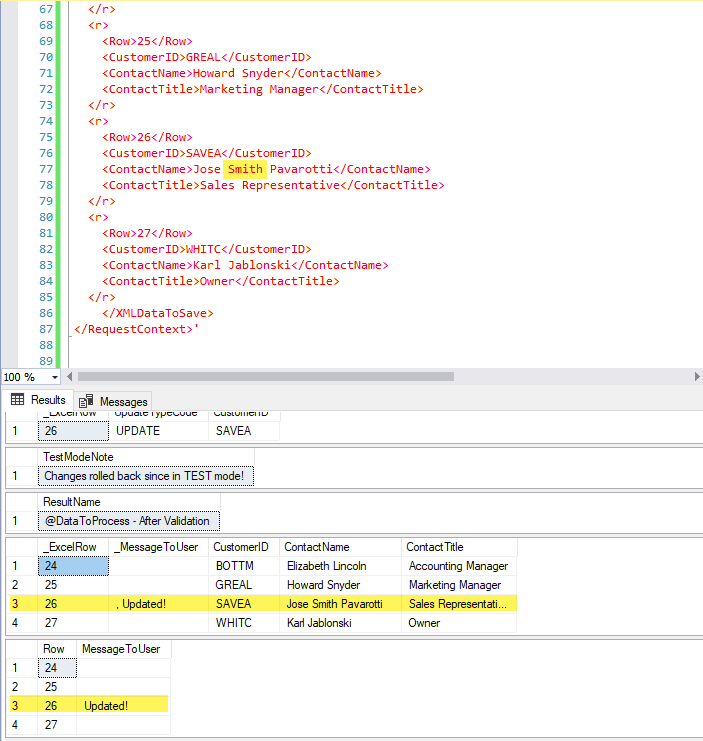 67 </r>
68 <r>
69 <Row>25</Row>
70 <CustomerID>GREAL</CustomerID>
71 <ContactName>Howard Snyder</ContactName>
72 <ContactTitle>Marketing Manager</ContactTitle>
73 </r>
74 <r>
75 <Row>26</Row>
76 <CustomerID>SAVEA</CustomerID>
77 <ContactName>Jose Smith Pavarotti</ContactName>
78 <ContactTitle>Sales Representative</ContactTitle>
79 </r>
80 <r>
81 <Row>27</Row>
82 <CustomerID>WHITC</CustomerID>
83 <ContactName>Karl Jablonski</ContactName>
84 <ContactTitle>Owner</ContactTitle>
85 </r>
86 </XMLDataToSave>
87 </RequestContext>'
88
89
100 %
Results Messages
_ExcelRow UpdateTypeCode CustomerID
1 26 UPDATE SAVEA
TestModeNote
1 Changes rolled back since in TEST mode!
ResultName
1 @DataToProcess - After Validation
_ExcelRow _MessageToUser CustomerID ContactName ContactTitle
1 24 BOTTM Elizabeth Lincoln Accounting Manager
2 25 GREAL Howard Snyder Marketing Manager
3 26 , Updated! SAVEA Jose Smith Pavarotti Sales Representati...
4 27 WHITC Karl Jablonski Owner
Row MessageToUser
1 24
2 25
3 26 Updated!
4 27